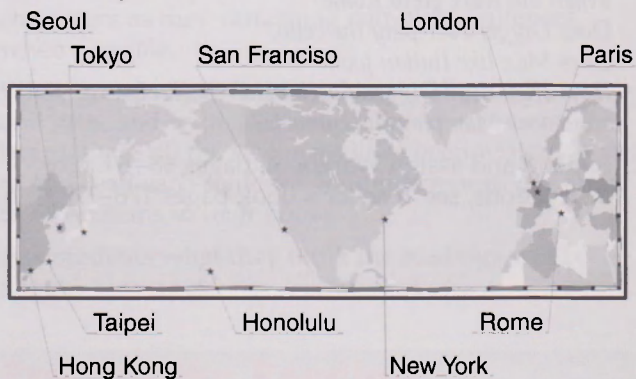 Seoul London
Tokyo San Franciso Paris
Taipei Honolulu Rome
Hong Kong New York